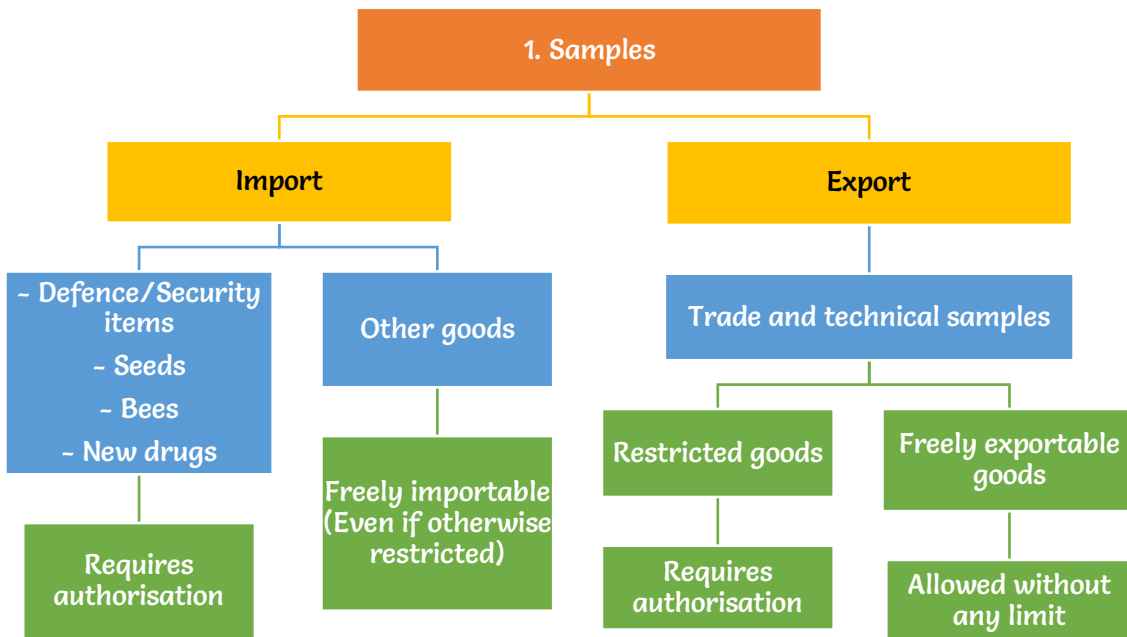 1. Samples
Import
Export
~ Defence/Security
items
~ Seeds
~ Bees
~ New drugs
Other goods
Trade and technical samples
Requires
authorisation
Freely importable
(Even if otherwise
restricted)
Restricted goods
Freely exportable
goods
Requires
authorisation
Allowed without
any limit